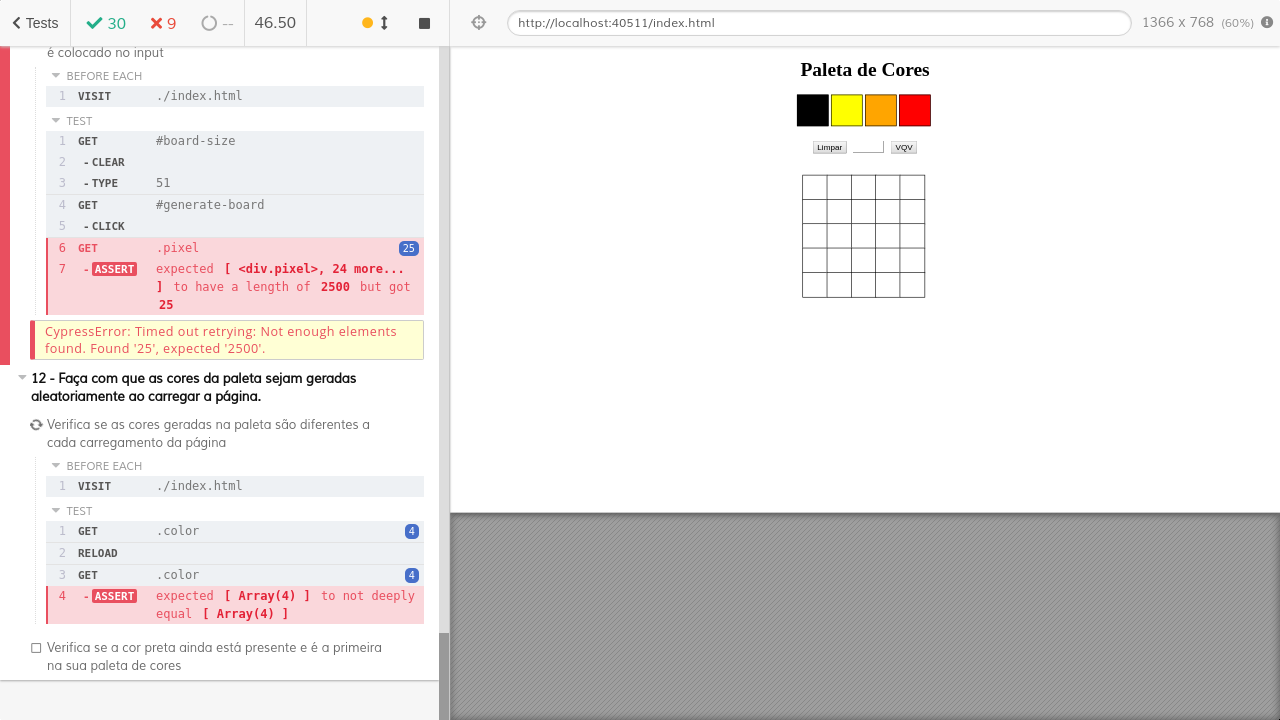 Tests
30
9
--
46.50
http://localhost:40511/index.html
1366 x 768 (60%)
é colocado no input
BEFORE EACH
1 VISIT ./index.html
TEST
1 GET #board-size
2 - CLEAR
3 - TYPE 51
4 GET #generate-board
5 - CLICK
6 GET .pixel 25
7 - ASSERT expected [ <div.pixel>, 24 more...
] to have a length of 2500 but got
25
CypressError: Timed out retrying: Not enough elements
found. Found '25', expected '2500'.
12 - Faça com que as cores da paleta sejam geradas
aleatoriamente ao carregar a página.
Verifica se as cores geradas na paleta são diferentes a
cada carregamento da página
BEFORE EACH
1 VISIT ./index.html
TEST
1 GET .color 4
2 RELOAD
3 GET .color 4
4 - ASSERT expected [ Array(4) ] to not deeply
equal [ Array(4) ]
Verifica se a cor preta ainda está presente e é a primeira
na sua paleta de cores
Paleta de Cores
Limpar
VQV